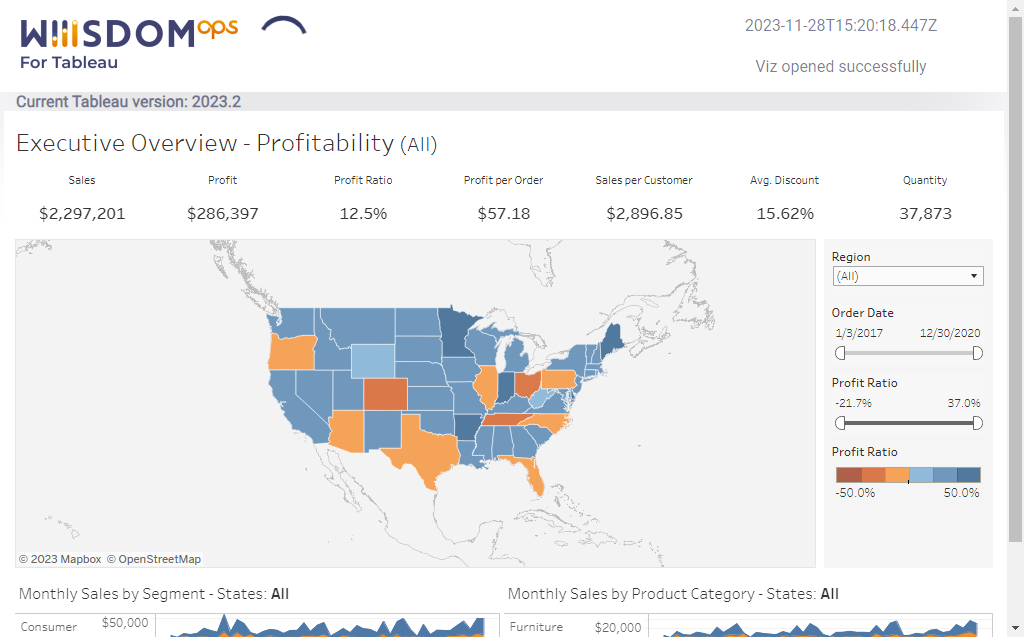 WIIISDOM ops
For Tableau
2023-11-28T15:20:18.447Z
Viz opened successfully
Current Tableau version: 2023.2
Executive Overview - Profitability (All)
Sales Profit Profit Ratio Profit per Order Sales per Customer Avg. Discount Quantity
$2,297,201 $286,397 12.5% $57.18 $2,896.85 15.62% 37,873
Region
(All)
Order Date
1/3/2017 12/30/2020
Profit Ratio
-21.7% 37.0%
Profit Ratio
-50.0% 50.0%
© 2023 Mapbox © OpenStreetMap
Monthly Sales by Segment - States: All
Consumer $50,000
Monthly Sales by Product Category - States: All
Furniture $20,000